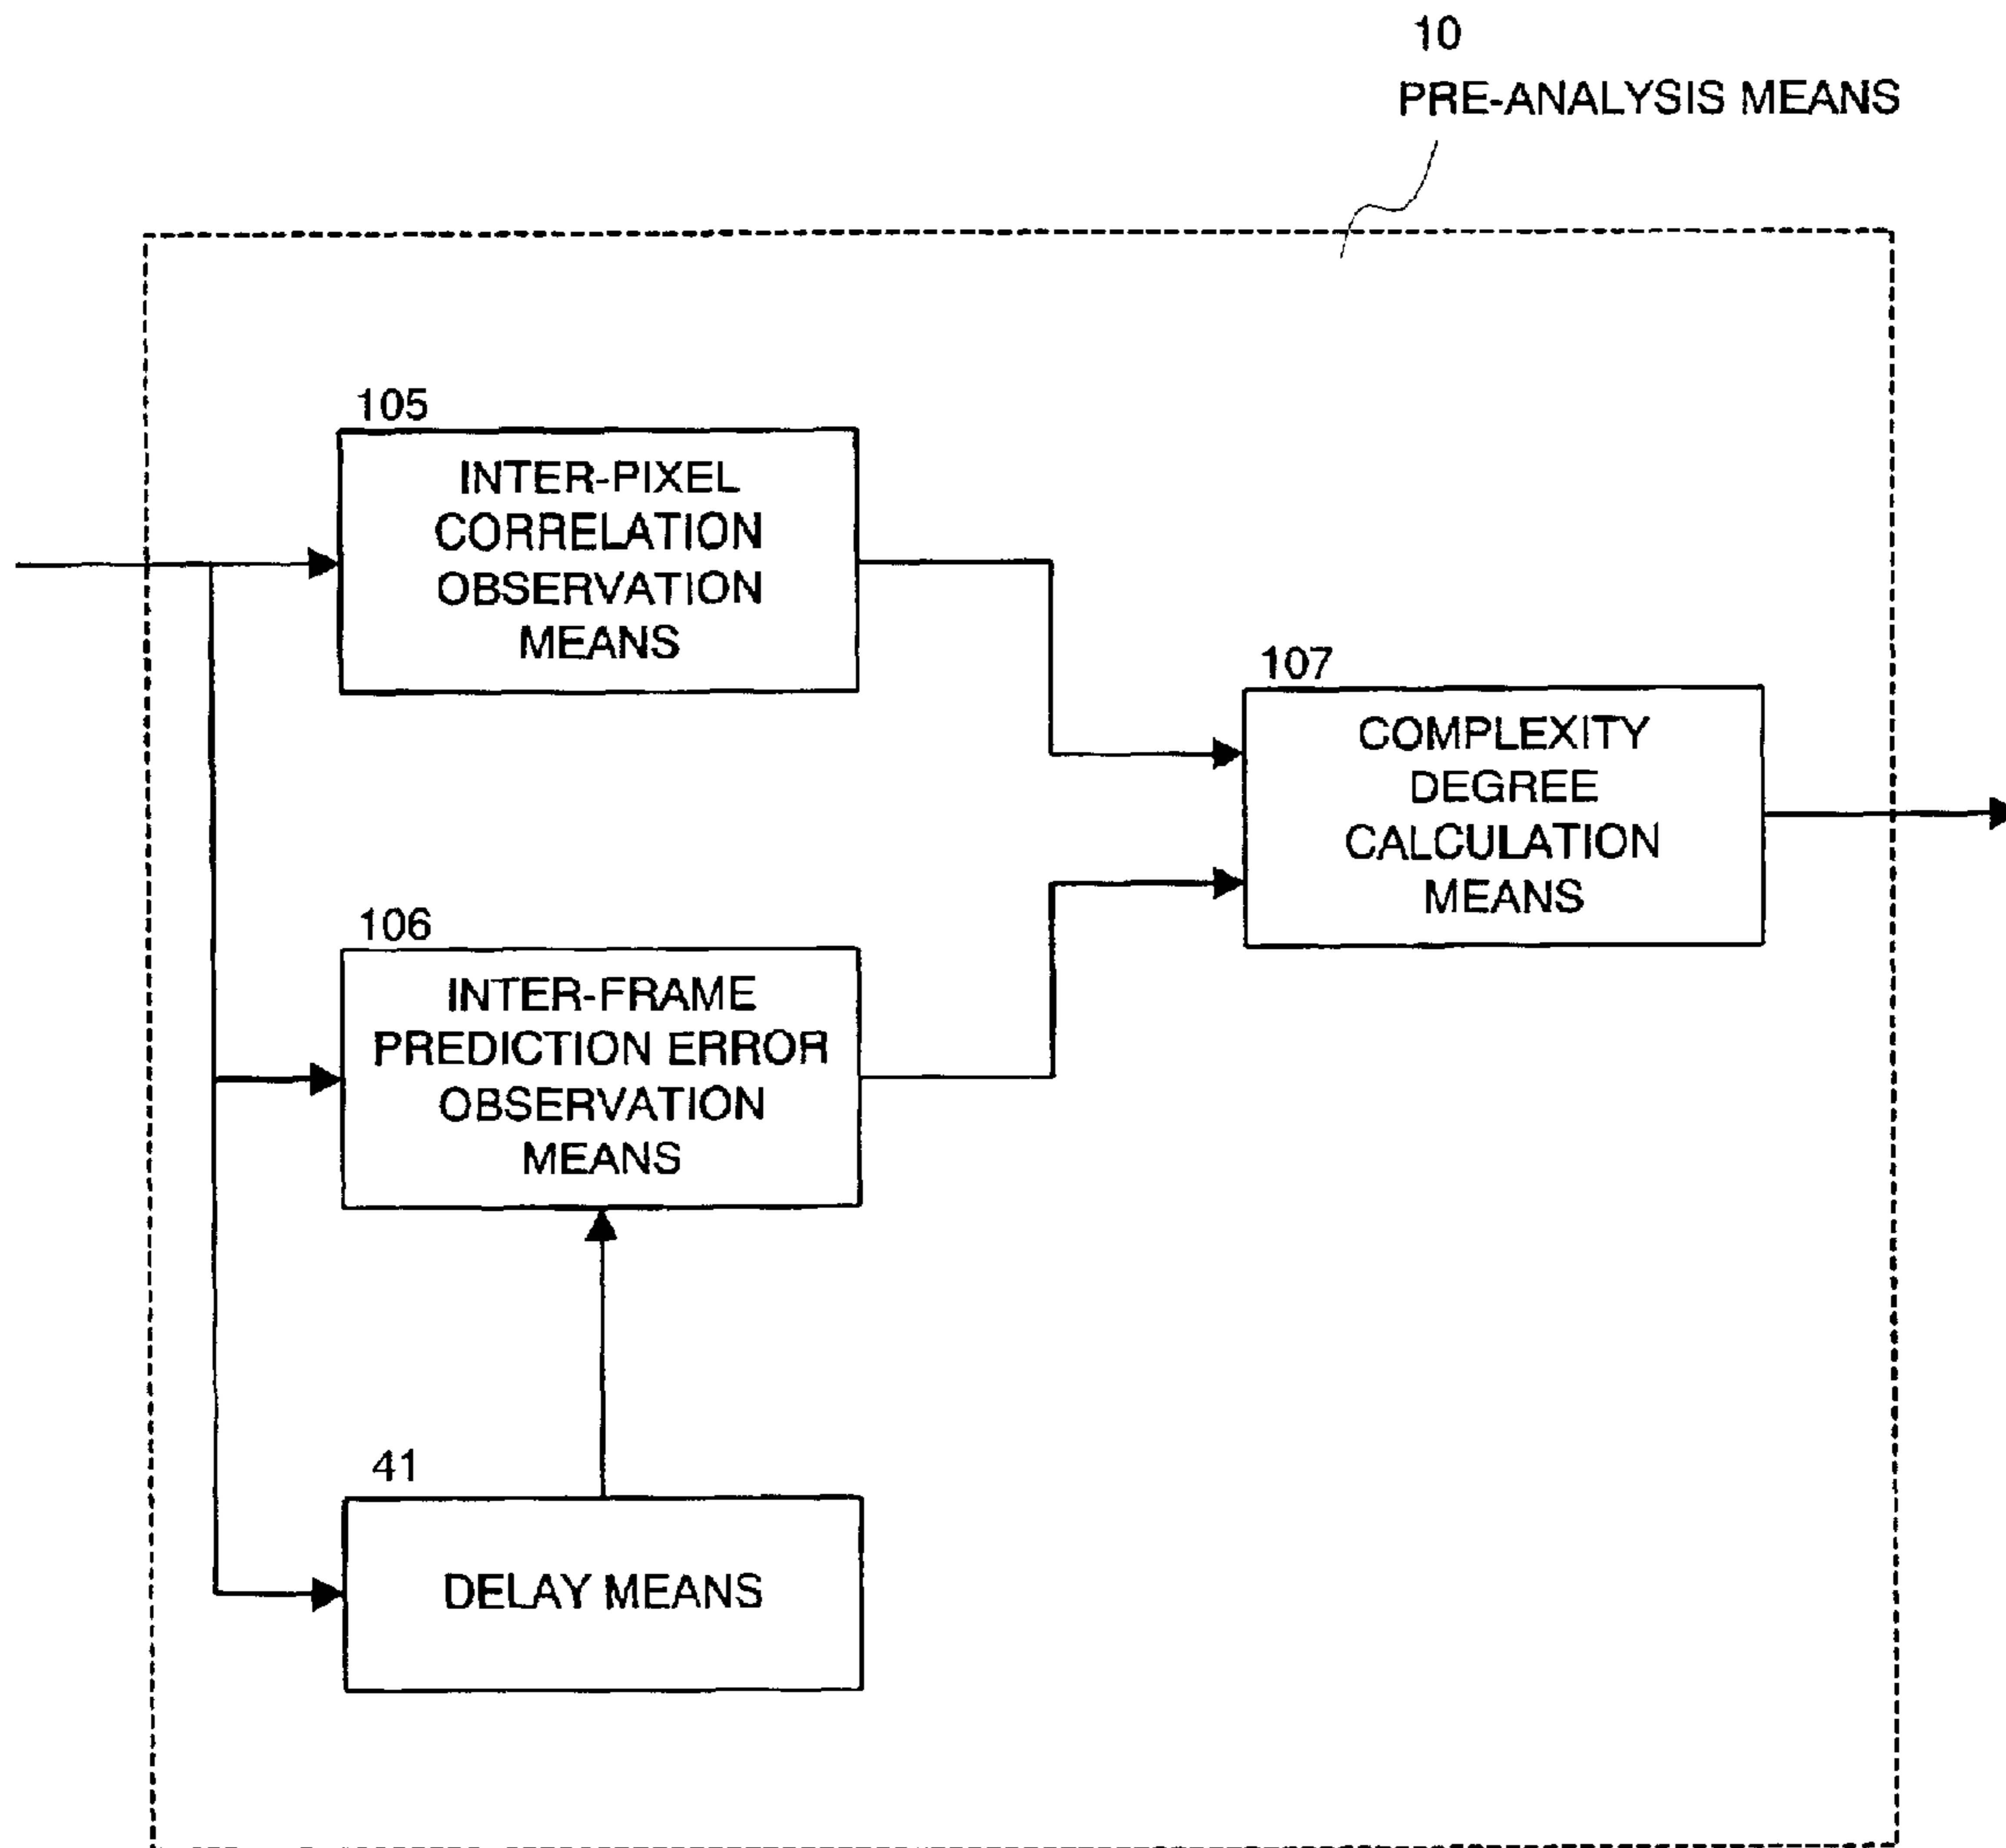 10
PRE-ANALYSIS MEANS
105
INTER-PIXEL
CORRELATION
OBSERVATION
MEANS
107
COMPLEXITY
DEGREE
CALCULATION
MEANS
106
INTER-FRAME
PREDICTION ERROR
OBSERVATION
MEANS
41
DELAY MEANS